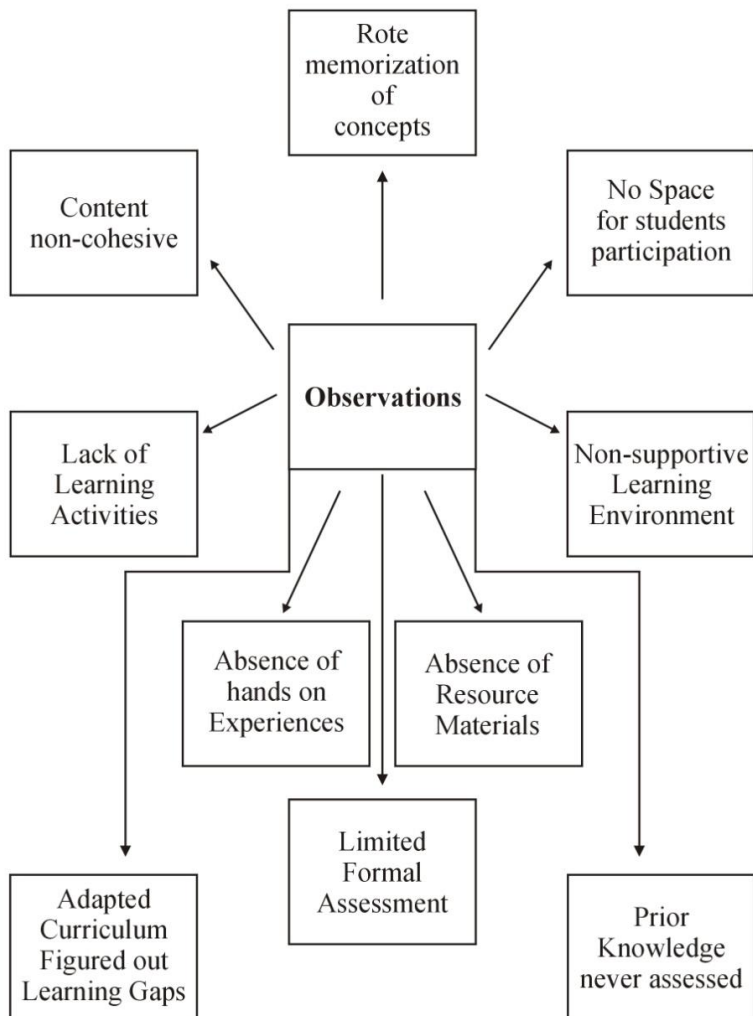 Rote
memorization
of
concepts
Content
non-cohesive
No Space
for students
participation
Observations
Lack of
Learning
Activities
Non-supportive
Learning
Environment
Absence of
hands on
Experiences
Absence of
Resource
Materials
Limited
Formal
Assessment
Adapted
Curriculum
Figured out
Learning Gaps
Prior
Knowledge
never assessed